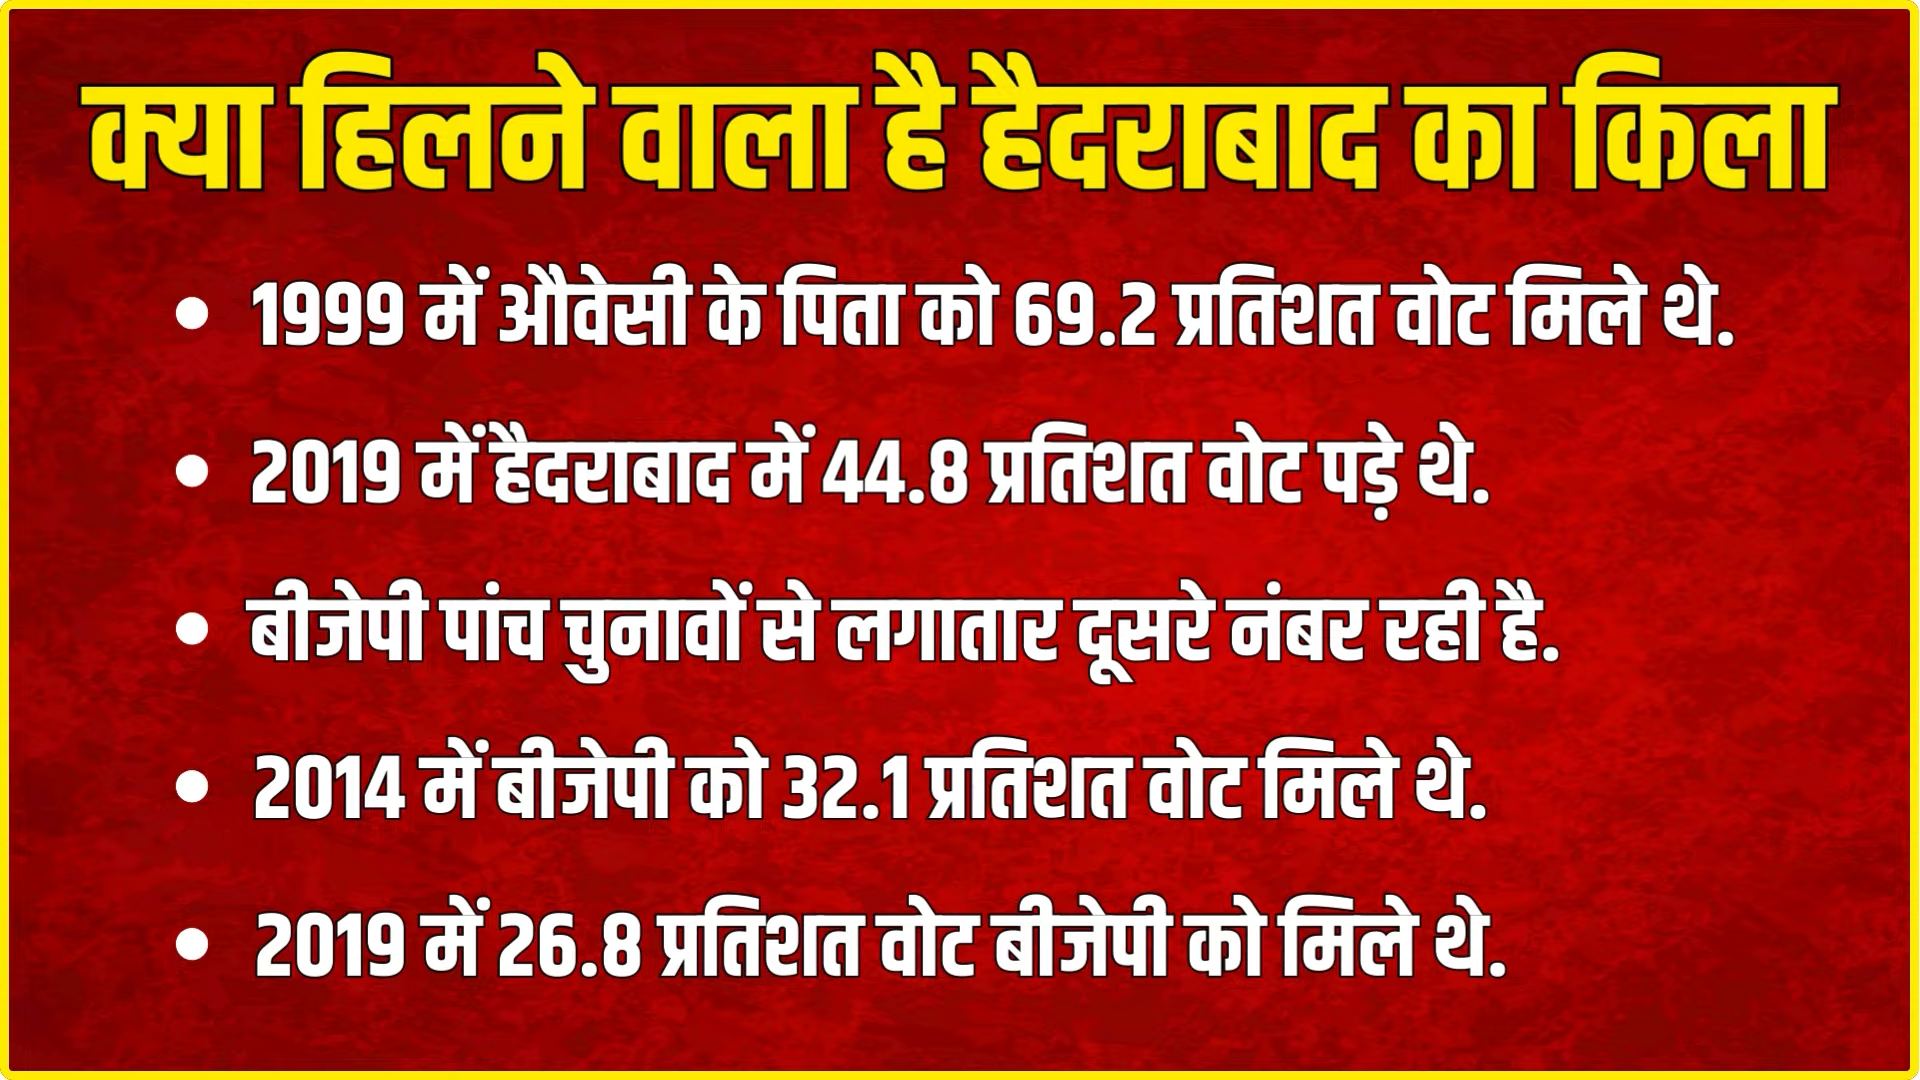 क्या हिलने वाला है हैदराबाद का किला
• 1999 में औवेसी के पिता को 69.2 प्रतिशत वोट मिले थे.
• 2019 में हैदराबाद में 44.8 प्रतिशत वोट पड़े थे.
• बीजेपी पांच चुनावों से लगातार दूसरे नंबर रही है.
• 2014 में बीजेपी को 32.1 प्रतिशत वोट मिले थे.
• 2019 में 26.8 प्रतिशत वोट बीजेपी को मिले थे.